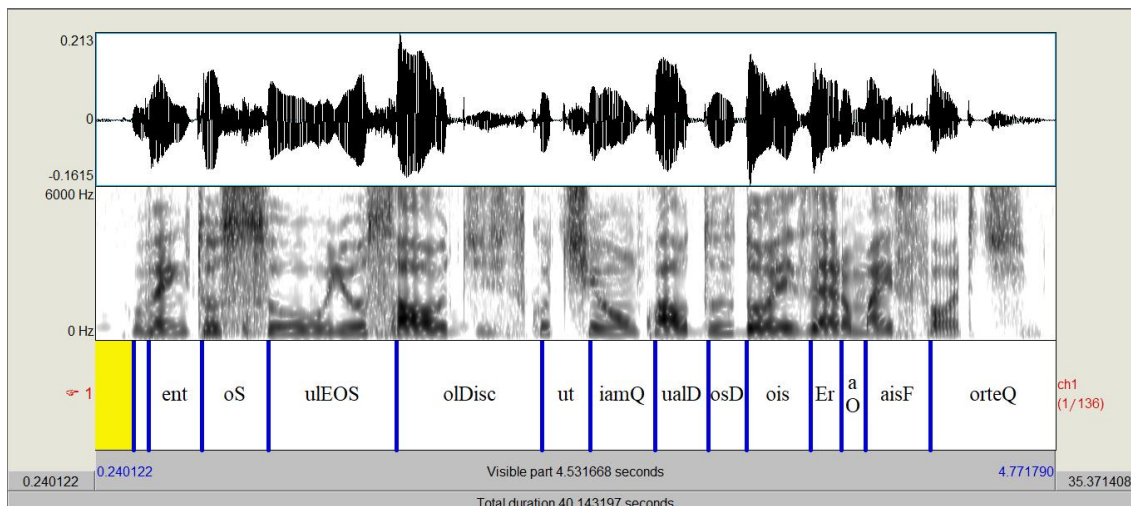 0.213
0
-0.1615
6000 Hz
0 Hz
☞ 1
ent oS ulEOS olDisc ut iamQ ualD osD ois Er a O aisF orteQ
ch1
(1/136)
0.240122 Visible part 4.531668 seconds 4.771790
0.240122 35.371408
Total duration 40.143197 seconds